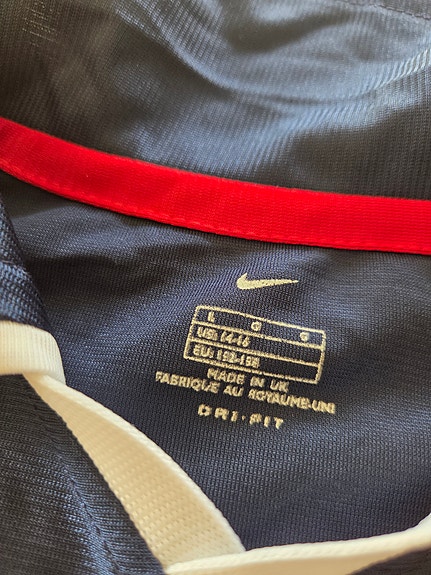 L G G
US: 14-16
EU: 152-158
MADE IN UK
FABRIQUE AU ROYAUME-UNI
DRI-FIT